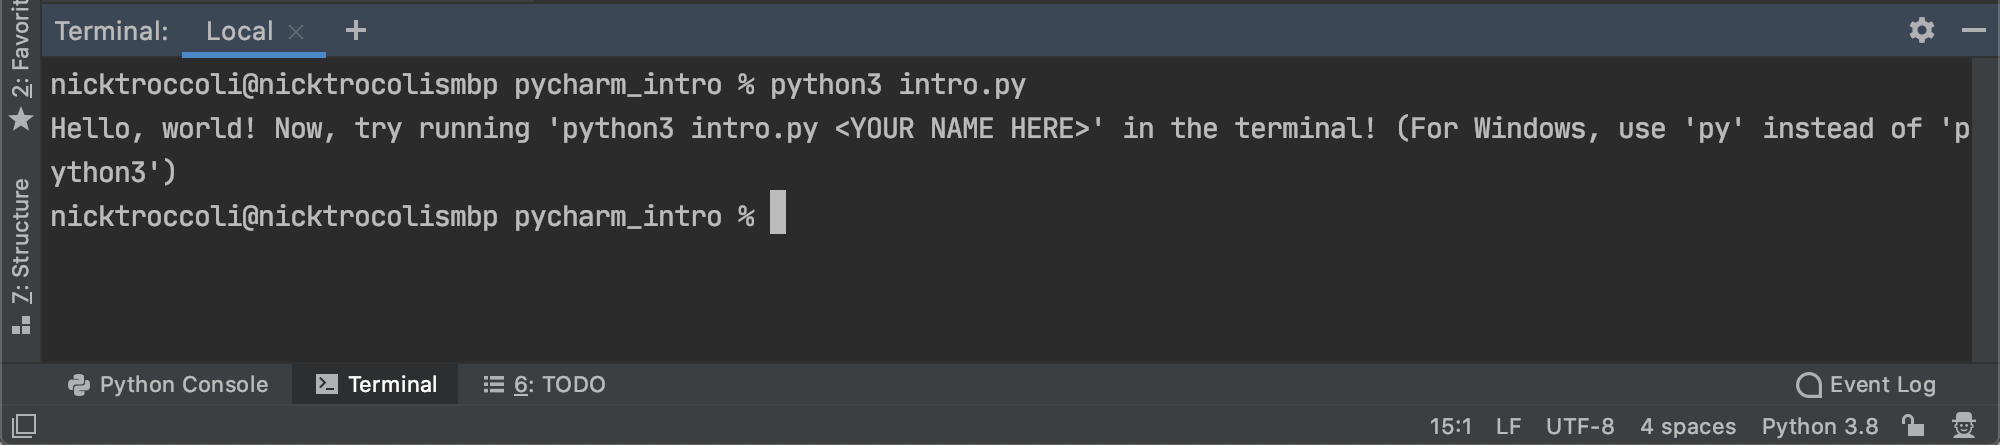 2: Favorit
7: Structure
Terminal: Local × +
nicktroccoli@nicktrocolismbp pycharm_intro % python3 intro.py
Hello, world! Now, try running 'python3 intro.py <YOUR NAME HERE>' in the terminal! (For Windows, use 'py' instead of 'p
ython3')
nicktroccoli@nicktrocolismbp pycharm_intro %
Python Console Terminal 6: TODO Event Log
15:1 LF UTF-8 4 spaces Python 3.8